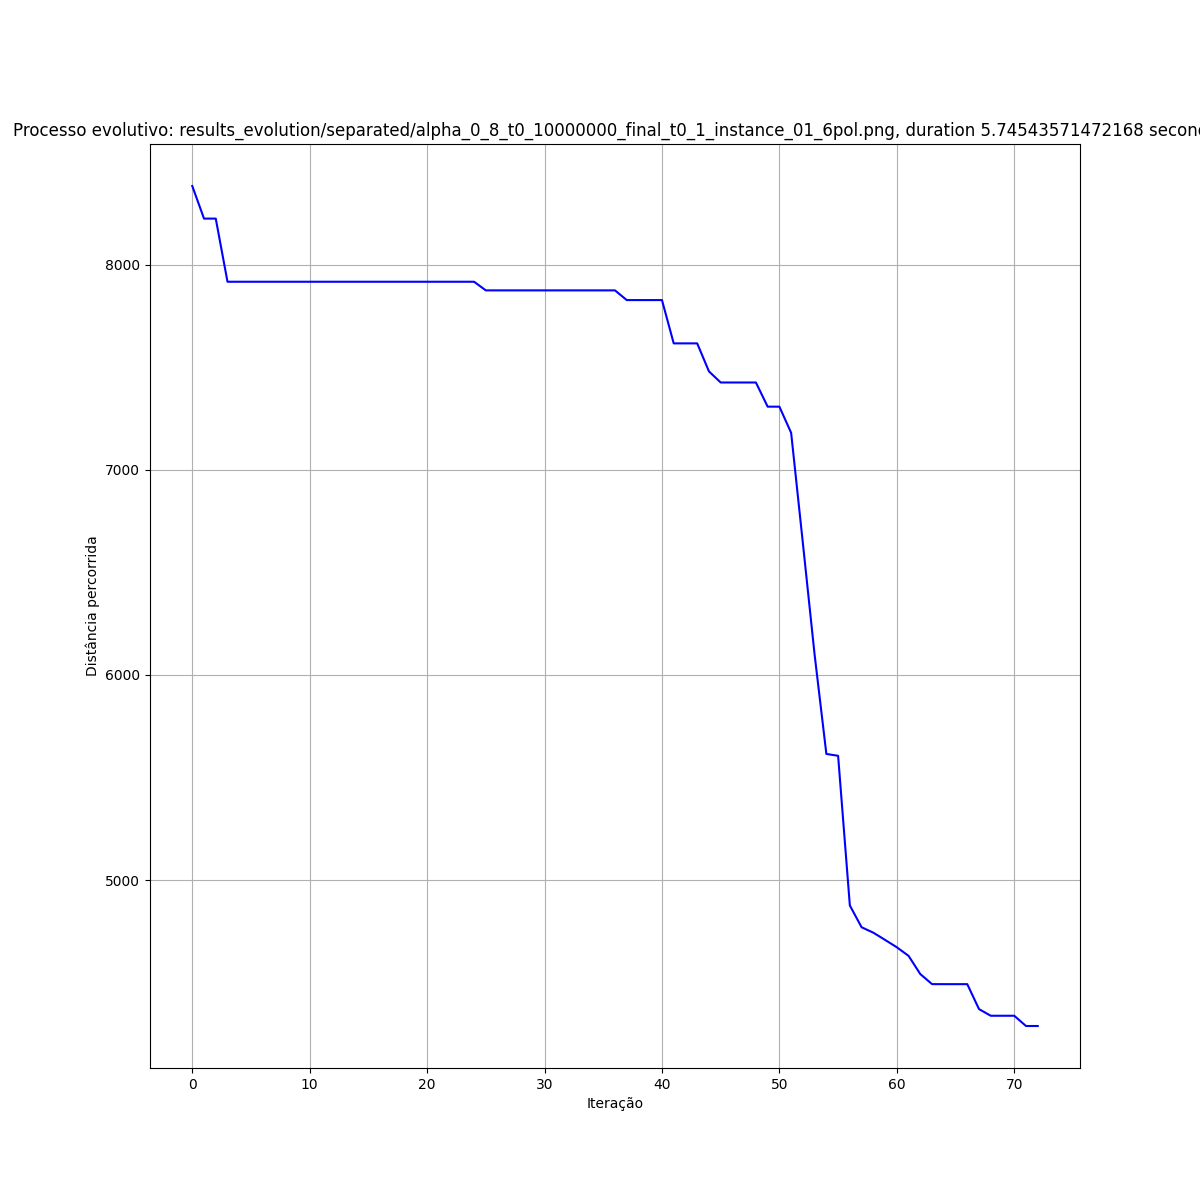 Processo evolutivo: results_evolution/separated/alpha_0_8_t0_10000000_final_t0_1_instance_01_6pol.png, duration 5.74543571472168
8000
7000
6000
5000
Distância percorrida
0 10 20 30 40 50 60 70
Iteração